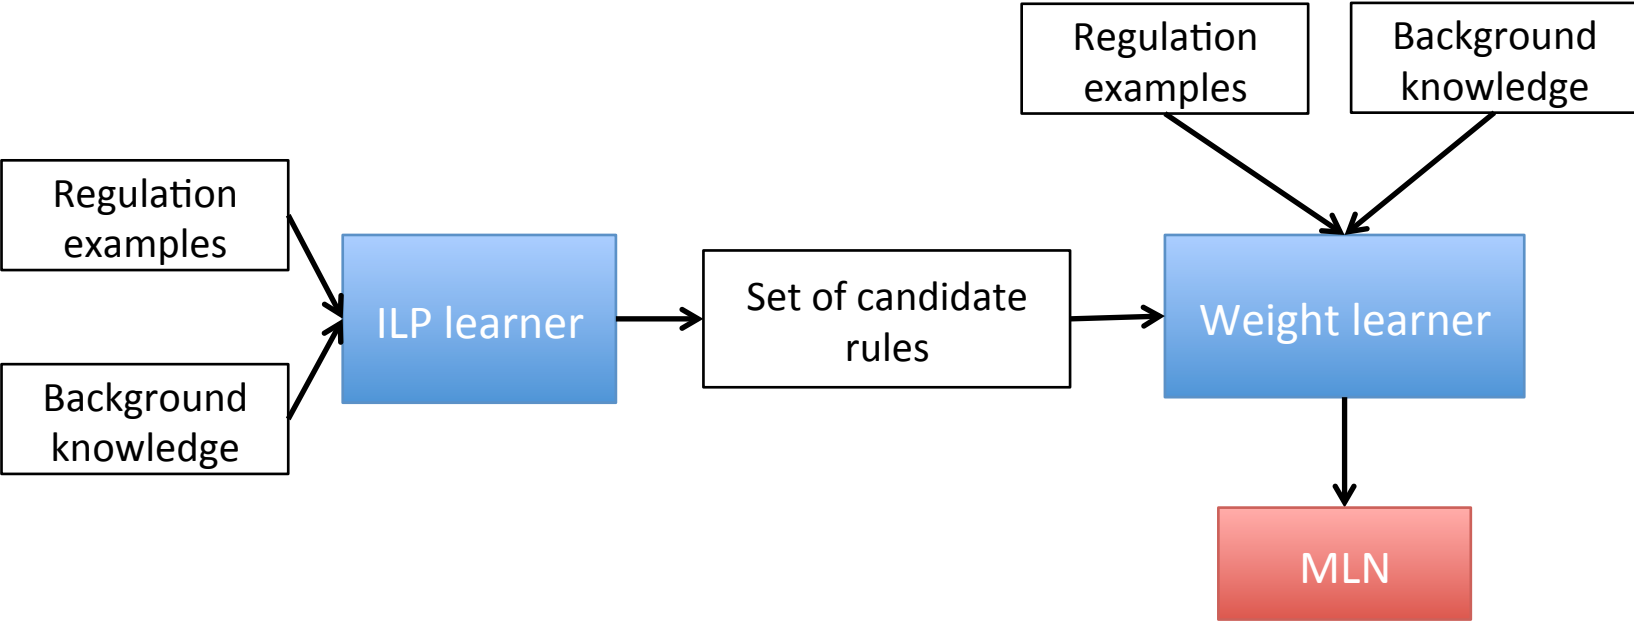 Regulation
examples
Background
knowledge
ILP learner
Set of candidate
rules
Regulation
examples
Background
knowledge
Weight learner
MLN